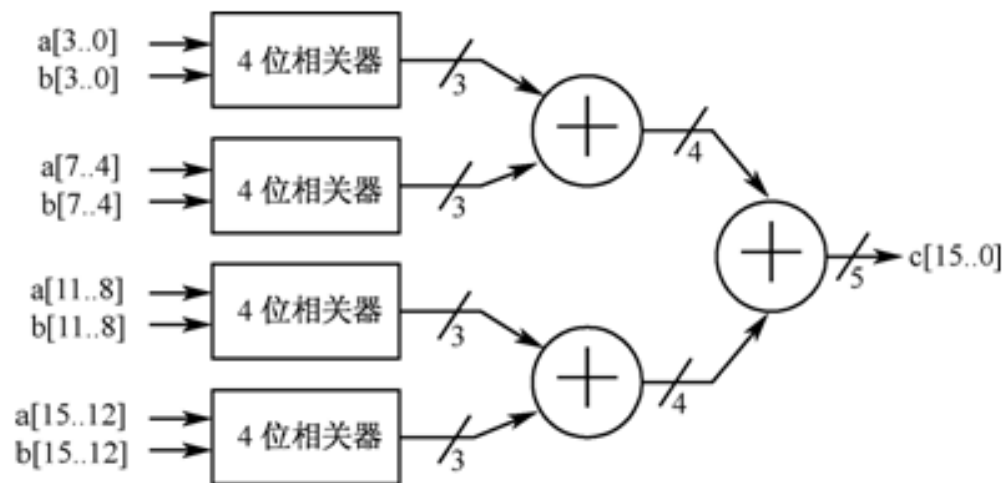 a[3..0]
b[3..0]
4 位相关器
3
a[7..4]
b[7..4]
4 位相关器
3
4
a[11..8]
b[11..8]
4 位相关器
3
a[15..12]
b[15..12]
4 位相关器
3
4
5
c[15..0]